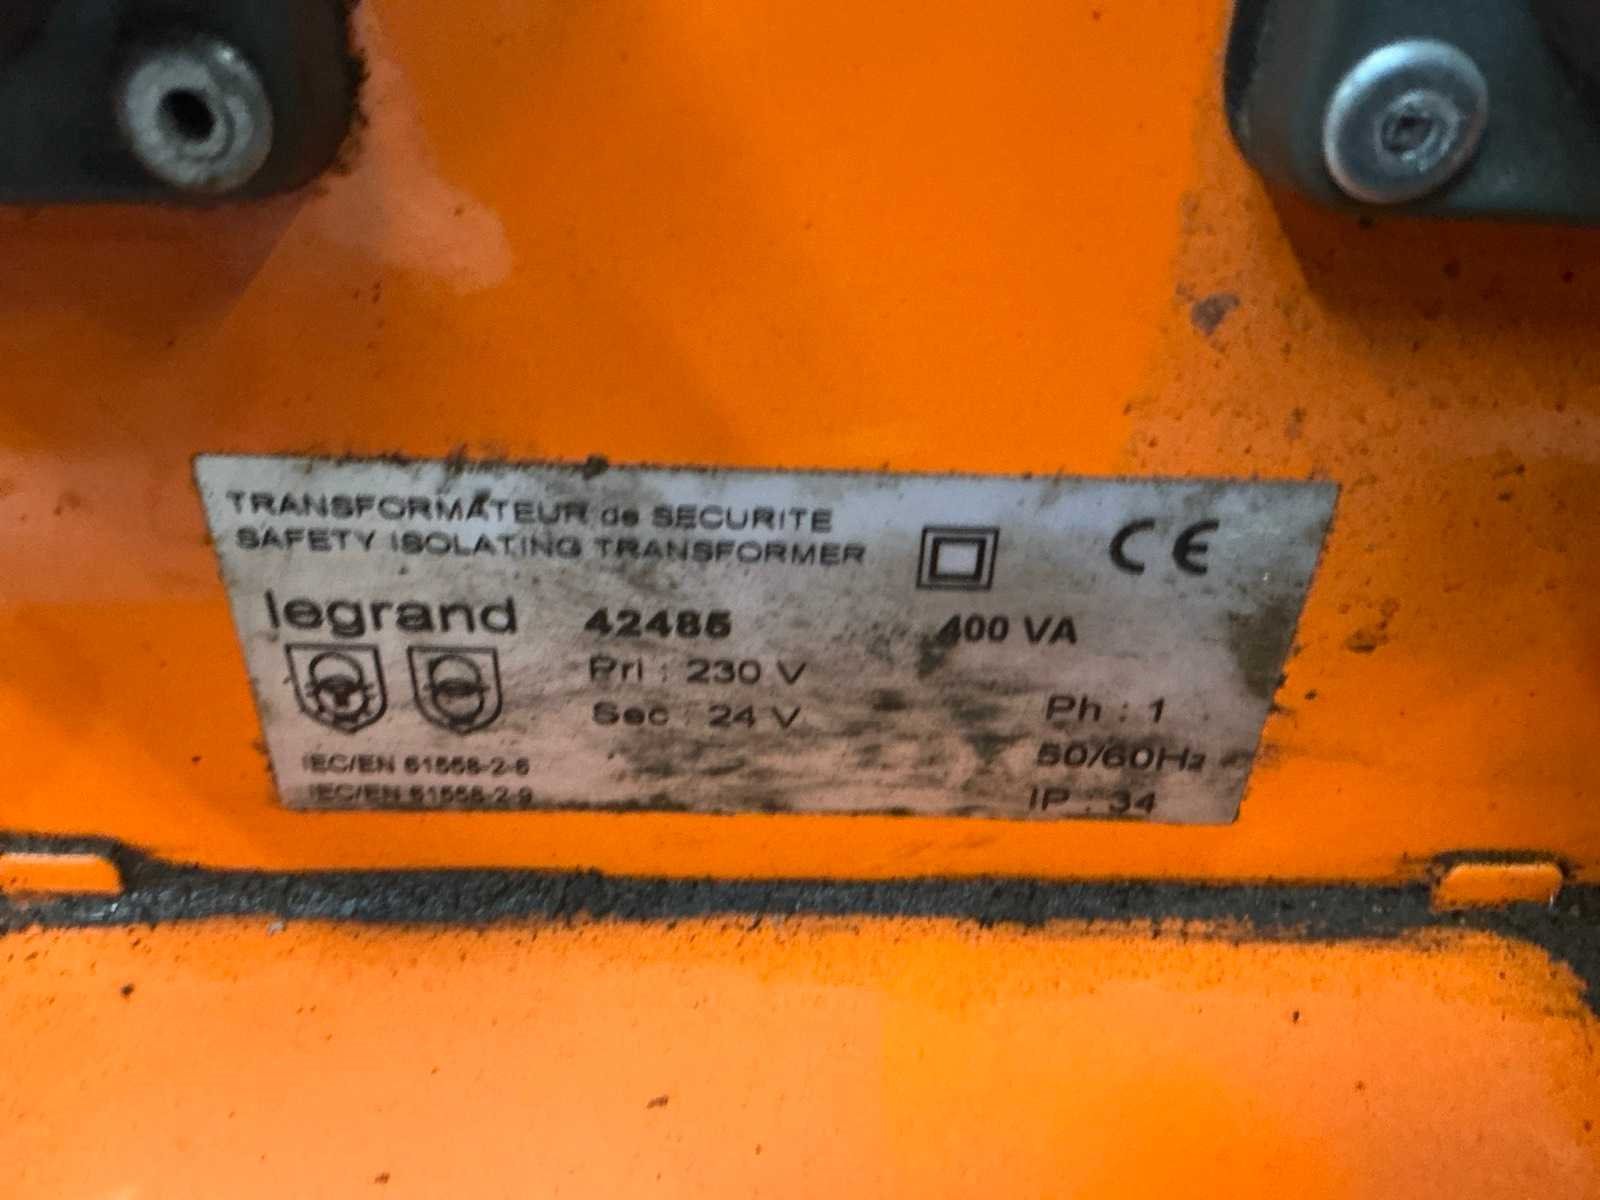 TRANSFORMATEUR de SECURITE
SAFETY ISOLATING TRANSFORMER
CE
legrand 42485 400 VA
Pri : 230 V
Sec : 24 V Ph : 1
IEC/EN 61558-2-6 50/60Hz
IEC/EN 61558-2-9 IP : 34